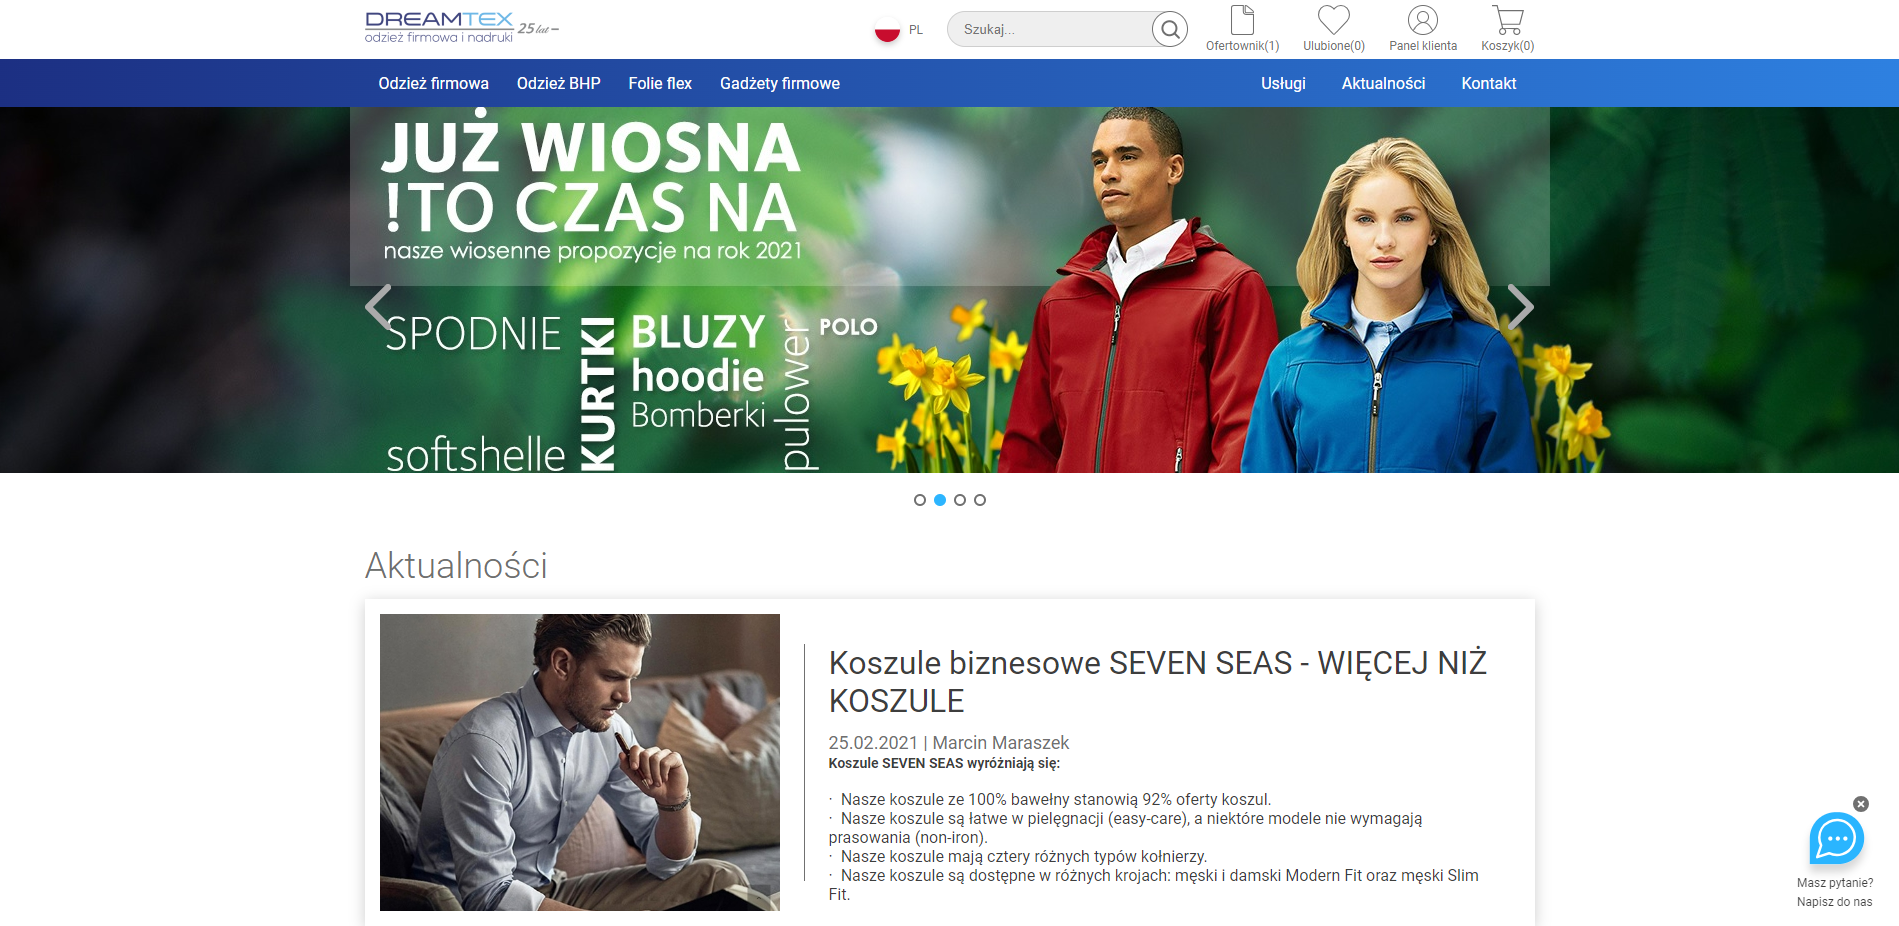 DREAMTEX
odzież firmowa i nadruki
25 lat
PL
Szukaj...
Ofertownik(1)
Ulubione(0)
Panel klienta
Koszyk(0)
Odzież firmowa
Odzież BHP
Folie flex
Gadżety firmowe
Usługi
Aktualności
Kontakt
JUŻ WIOSNA
!TO CZAS NA
nasze wiosenne propozycje na rok 2021
SPODNIE
KURTKI
BLUZY
hoodie
Bomberki
pulower
POLO
softshelle
Aktualności
Koszule biznesowe SEVEN SEAS - WIĘCEJ NIŻ
KOSZULE
25.02.2021 | Marcin Maraszek
Koszule SEVEN SEAS wyróżniają się:
· Nasze koszule ze 100% bawełny stanowią 92% oferty koszul.
· Nasze koszule są łatwe w pielęgnacji (easy-care), a niektóre modele nie wymagają
prasowania (non-iron).
· Nasze koszule mają cztery różnych typów kołnierzy.
· Nasze koszule są dostępne w różnych krojach: męski i damski Modern Fit oraz męski Slim
Fit.
Masz pytanie?
Napisz do nas